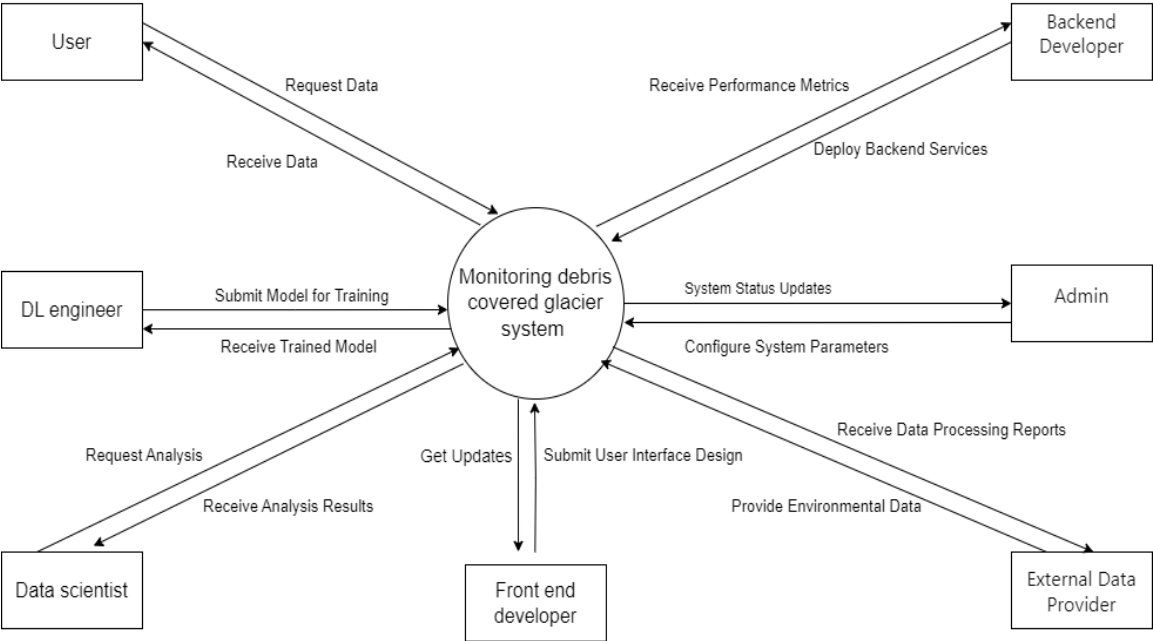 User
Backend
Developer
Request Data
Receive Performance Metrics
Receive Data
Deploy Backend Services
Monitoring debris
covered glacier
system
DL engineer
Submit Model for Training
Receive Trained Model
System Status Updates
Configure System Parameters
Admin
Request Analysis
Receive Analysis Results
Get Updates
Submit User Interface Design
Receive Data Processing Reports
Provide Environmental Data
Data scientist
Front end
developer
External Data
Provider